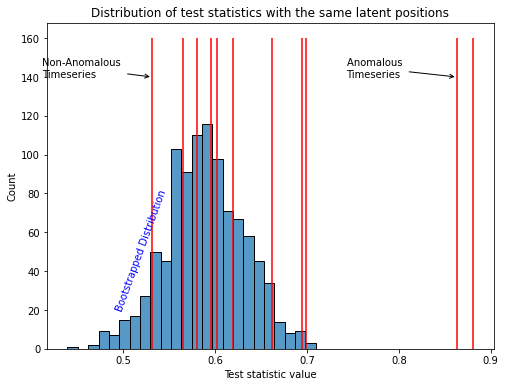 Distribution of test statistics with the same latent positions
160
140
120
100
80
60
40
20
0
Count
Non-Anomalous
Timeseries
Anomalous
Timeseries
Bootstrapped Distribution
0.5
0.6
0.7
0.8
0.9
Test statistic value